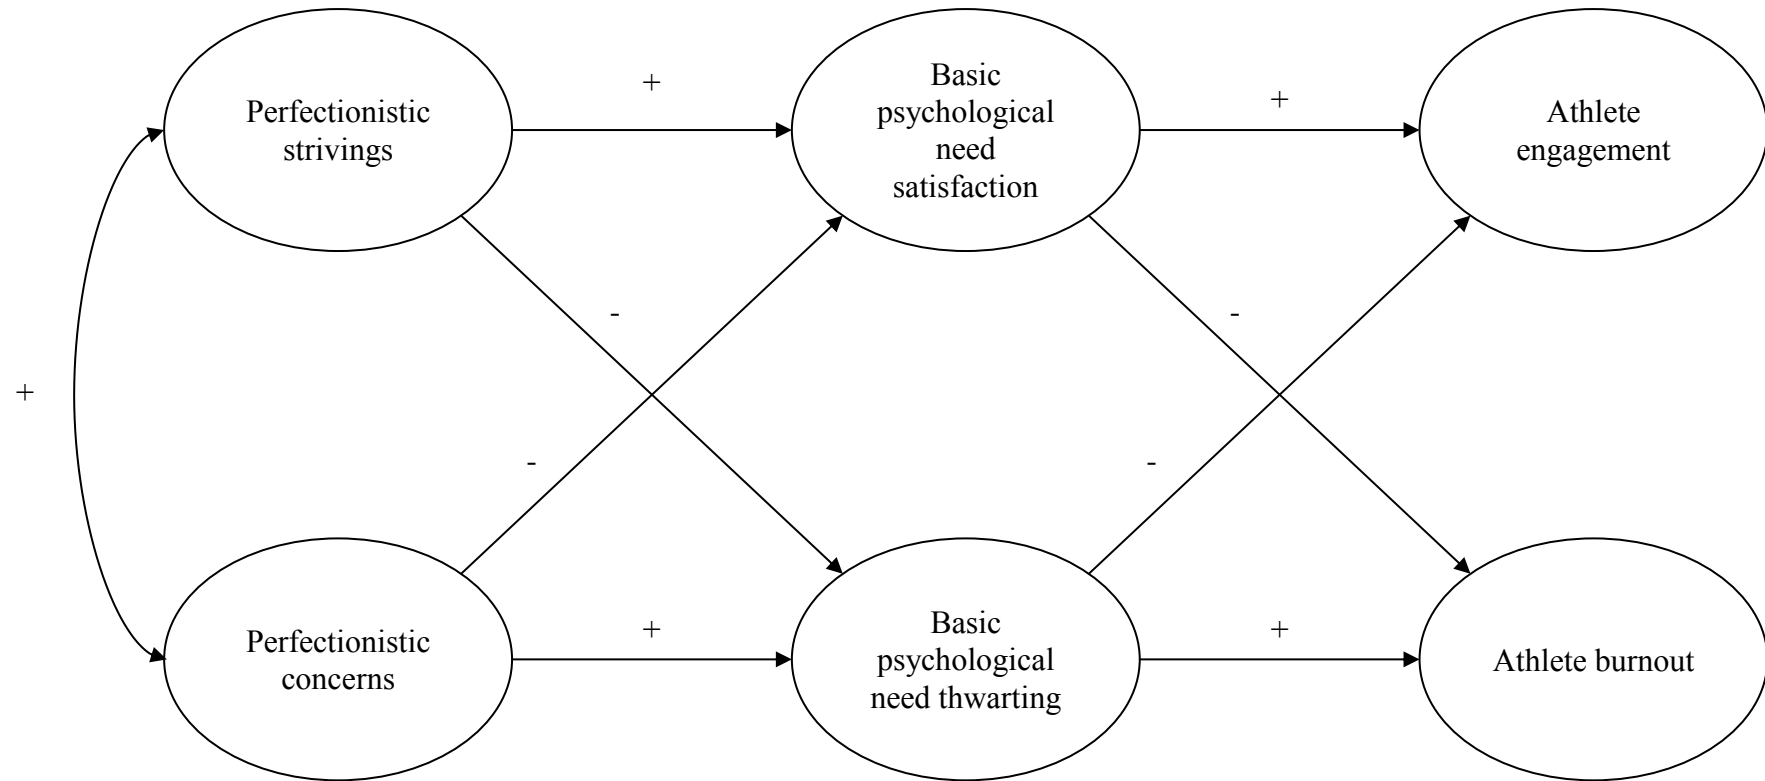 Perfectionistic
strivings
+
Basic
psychological
need
satisfaction
+
Athlete
engagement
-
-
+
-
-
Perfectionistic
concerns
+
Basic
psychological
need thwarting
+
Athlete burnout